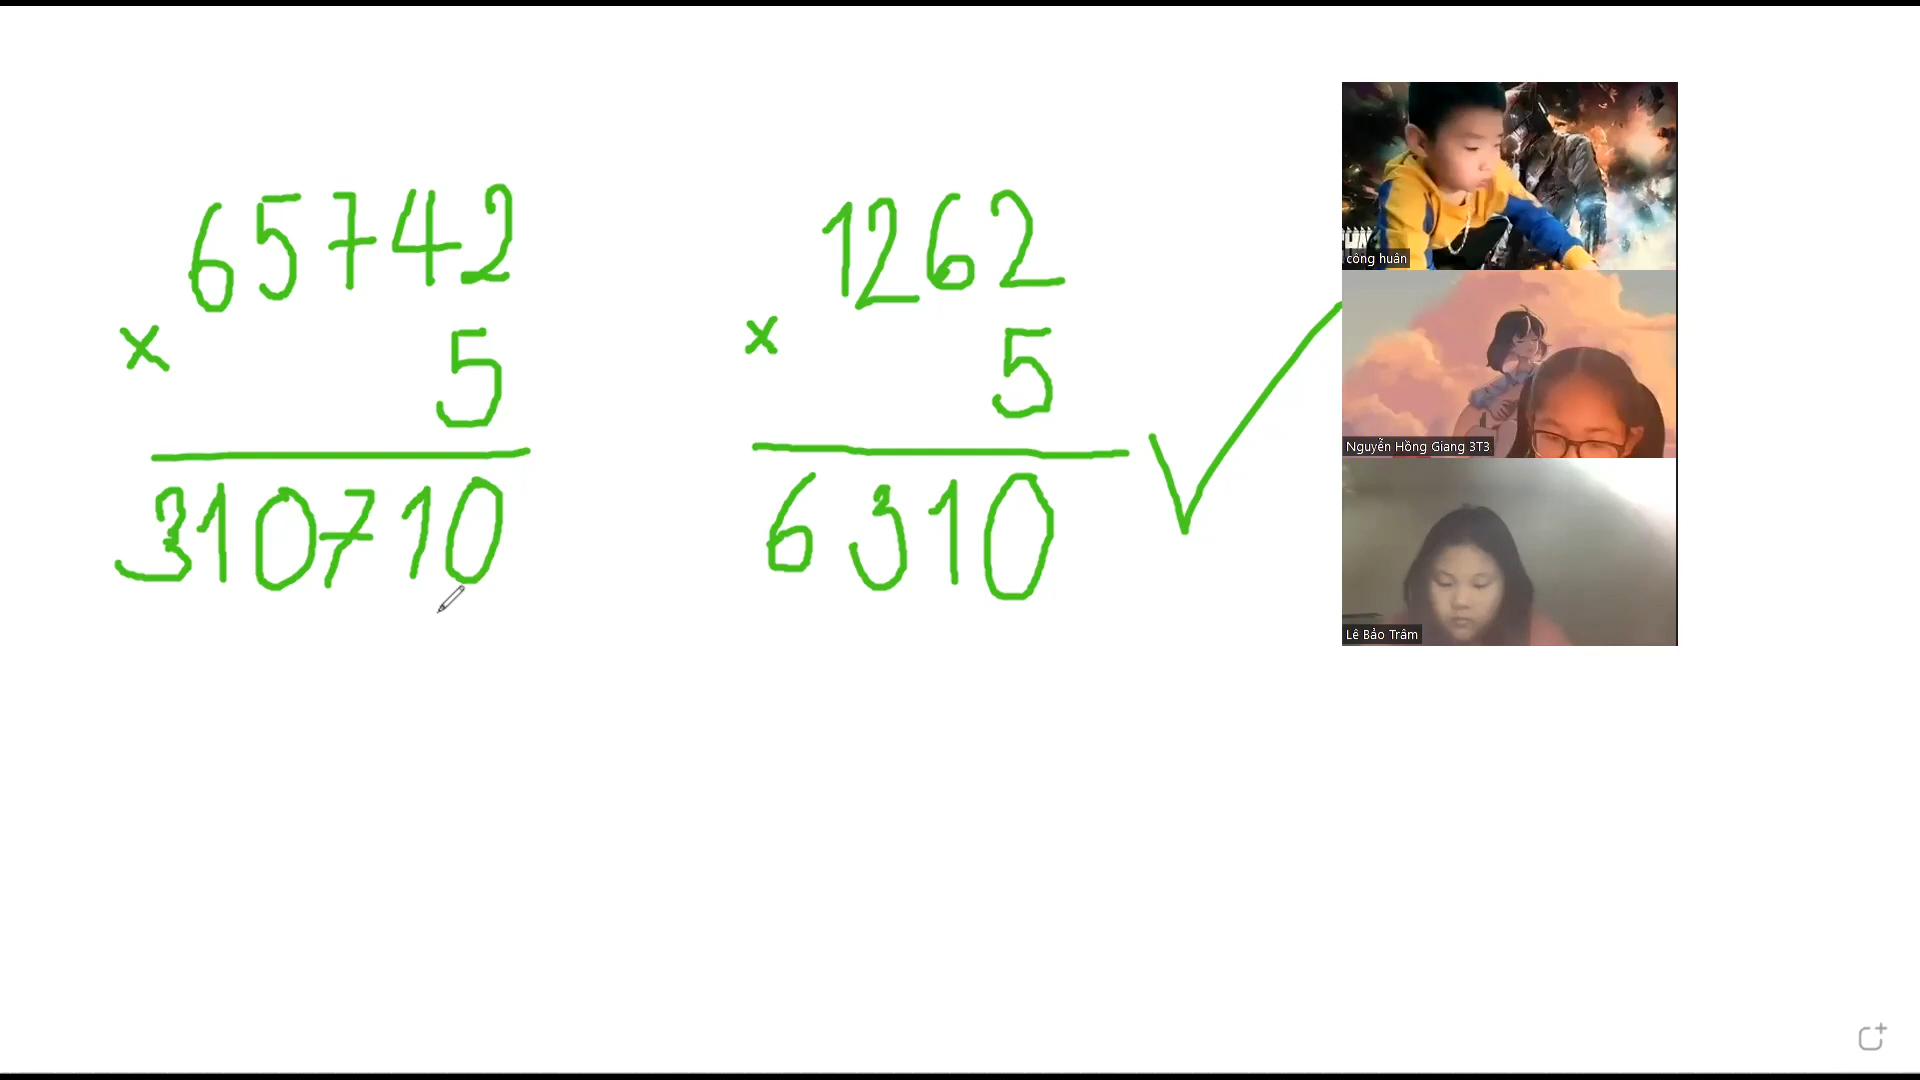 65742
x
5
310710
1262
x
5
6310
công huân
Nguyễn Hồng Giang 3T3
Lê Bảo Trâm